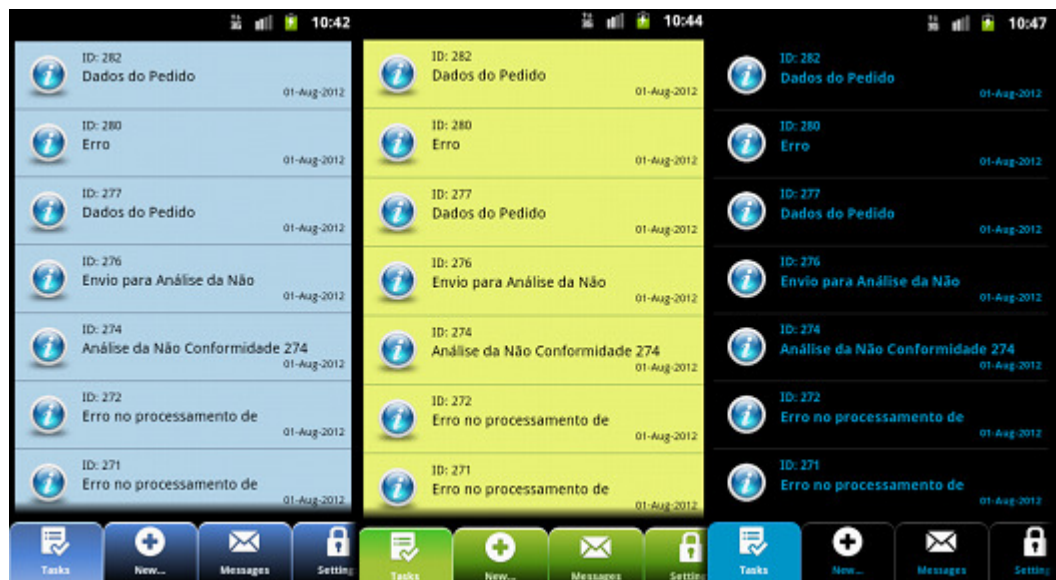 10:42
ID: 282
Dados do Pedido
01-Aug-2012
ID: 280
Erro
01-Aug-2012
ID: 277
Dados do Pedido
01-Aug-2012
ID: 276
Envio para Análise da Não
01-Aug-2012
ID: 274
Análise da Não Conformidade 274
01-Aug-2012
ID: 272
Erro no processamento de
01-Aug-2012
ID: 271
Erro no processamento de
01-Aug-2012
Tasks
New...
Messages
Setting
10:44
ID: 282
Dados do Pedido
01-Aug-2012
ID: 280
Erro
01-Aug-2012
ID: 277
Dados do Pedido
01-Aug-2012
ID: 276
Envio para Análise da Não
01-Aug-2012
ID: 274
Análise da Não Conformidade 274
01-Aug-2012
ID: 272
Erro no processamento de
01-Aug-2012
ID: 271
Erro no processamento de
01-Aug-2012
Tasks
New...
Messages
Settin
10:47
ID: 282
Dados do Pedido
01-Aug-2012
ID: 280
Erro
01-Aug-2012
ID: 277
Dados do Pedido
01-Aug-2012
ID: 276
Envio para Análise da Não
01-Aug-2012
ID: 274
Análise da Não Conformidade 274
01-Aug-2012
ID: 272
Erro no processamento de
01-Aug-2012
ID: 271
Erro no processamento de
01-Aug-2012
Tasks
New...
Messages
Setting